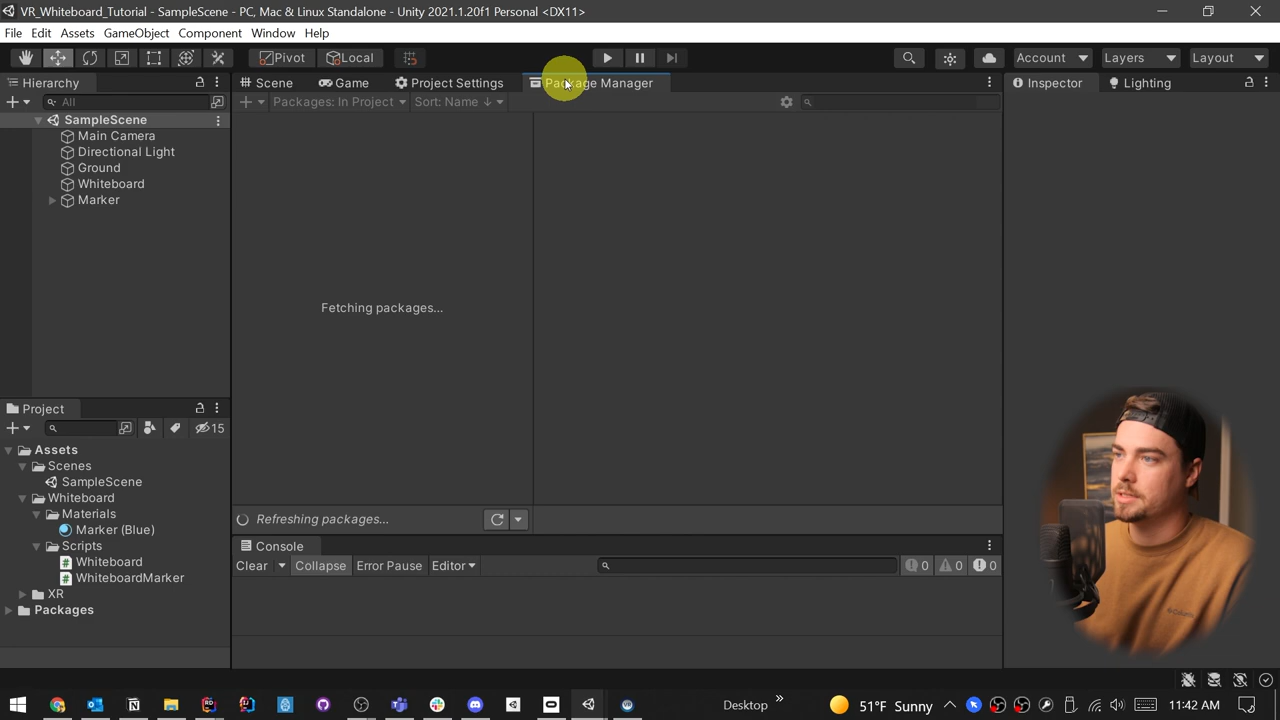 VR_Whiteboard_Tutorial - SampleScene - PC, Mac & Linux Standalone - Unity 2021.1.20f1 Personal <DX11>
File Edit Assets GameObject Component Window Help
Pivot Local Account Layers Layout
Hierarchy
All
SampleScene
Main Camera
Directional Light
Ground
Whiteboard
Marker
Scene Game Project Settings Package Manager
Packages: In Project Sort: Name ↓
Fetching packages...
Refreshing packages...
Inspector Lighting
Project
15
Assets
Scenes
SampleScene
Whiteboard
Materials
Marker (Blue)
Scripts
Whiteboard
WhiteboardMarker
XR
Packages
Console
Clear Collapse Error Pause Editor 0 0 0
Desktop 51°F Sunny 11:42 AM